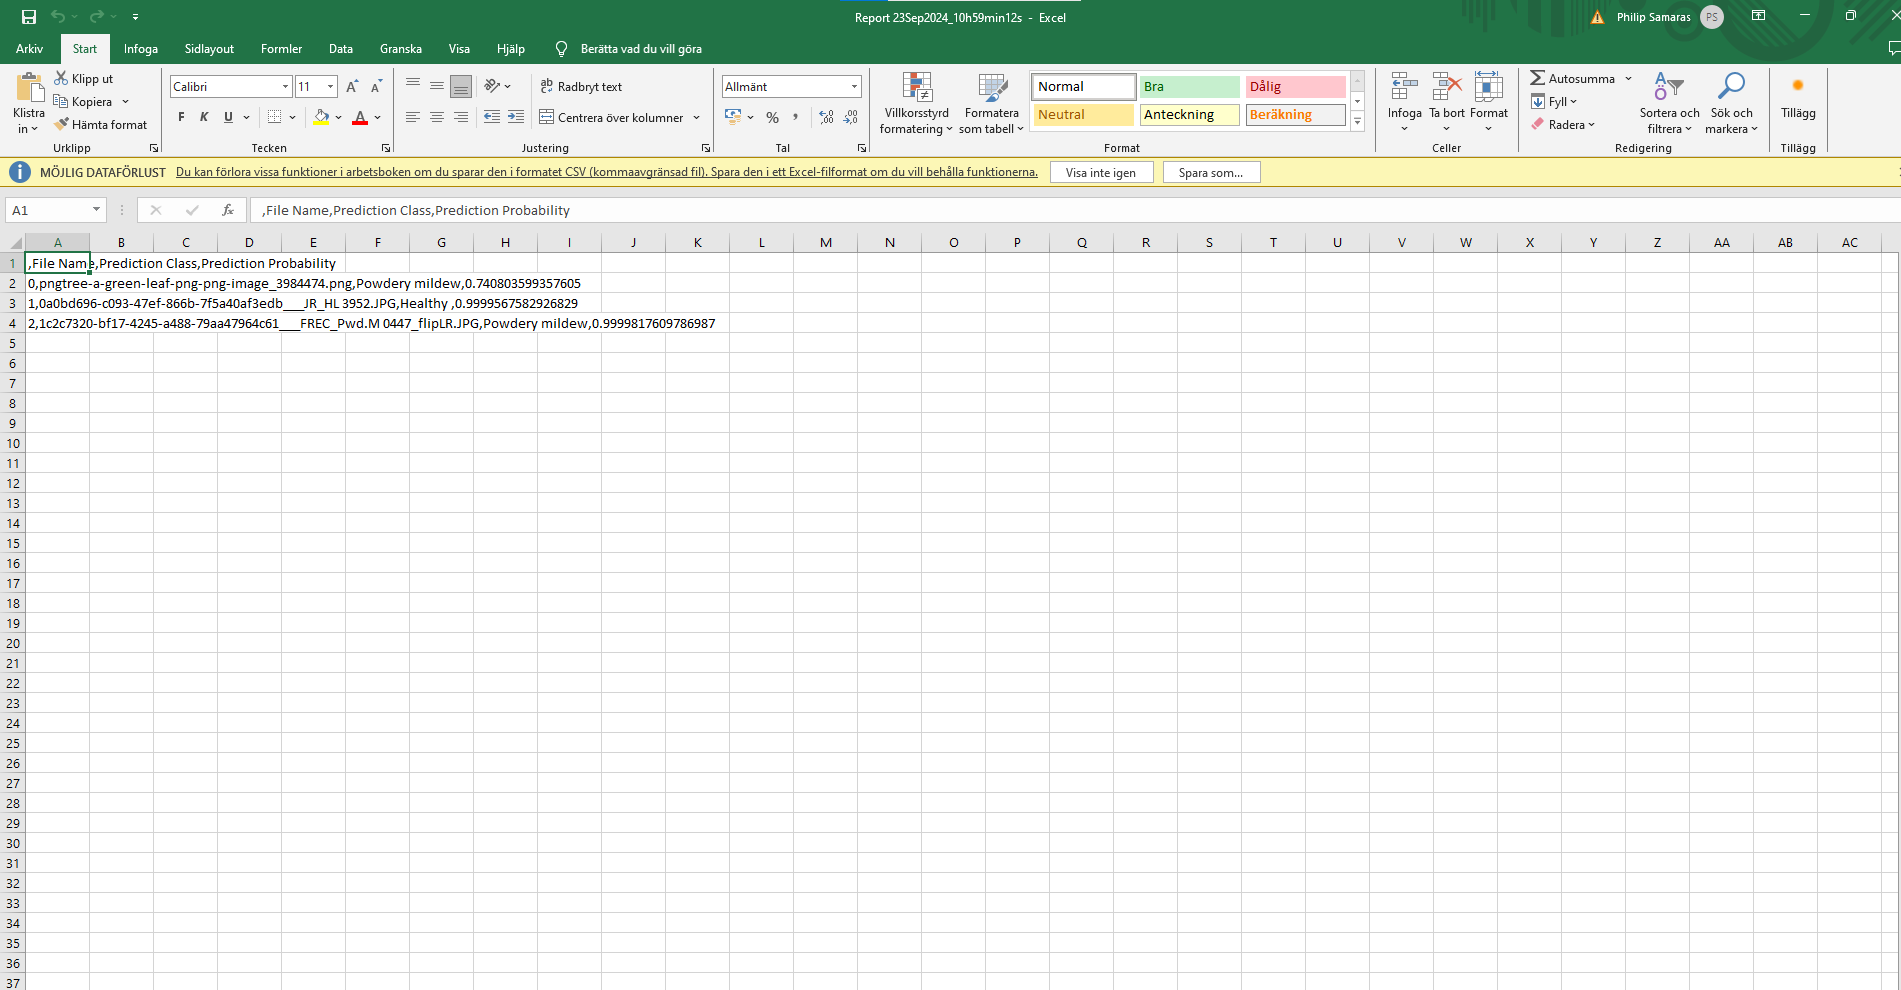 Report 23Sep2024_10h59min12s - Excel
Philip Samaras PS
Arkiv Start Infoga Sidlayout Formler Data Granska Visa Hjälp Berätta vad du vill göra
Klistra in
Klipp ut
Kopiera
Hämta format
Urklipp
Calibri 11
F K U
Tecken
Radbryt text
Centrera över kolumner
Justering
Allmänt
Tal
Villkorsstyrd formatering
Formatera som tabell
Normal Bra Dålig
Neutral Anteckning Beräkning
Format
Infoga Ta bort Format
Celler
Autosumma
Fyll
Radera
Sortera och filtrera
Sök och markera
Redigering
Tillägg
Tillägg
MÖJLIG DATAFÖRLUST Du kan förlora vissa funktioner i arbetsboken om du sparar den i formatet CSV (kommaavgränsad fil). Spara den i ett Excel-filformat om du vill behålla funktionerna. Visa inte igen Spara som...
A1 fx ,File Name,Prediction Class,Prediction Probability
A B C D E F G H I J K L M N O P Q R S T U V W X Y Z AA AB AC
1 ,File Name,Prediction Class,Prediction Probability
2 0,pngtree-a-green-leaf-png-png-image_3984474.png,Powdery mildew,0.740803599357605
3 1,0a0bd696-c093-47ef-866b-7f5a40af3edb___JR_HL 3952.JPG,Healthy ,0.9999567582926829
4 2,1c2c7320-bf17-4245-a488-79aa47964c61___FREC_Pwd.M 0447_flipLR.JPG,Powdery mildew,0.9999817609786987
5
6
7
8
9
10
11
12
13
14
15
16
17
18
19
20
21
22
23
24
25
26
27
28
29
30
31
32
33
34
35
36
37